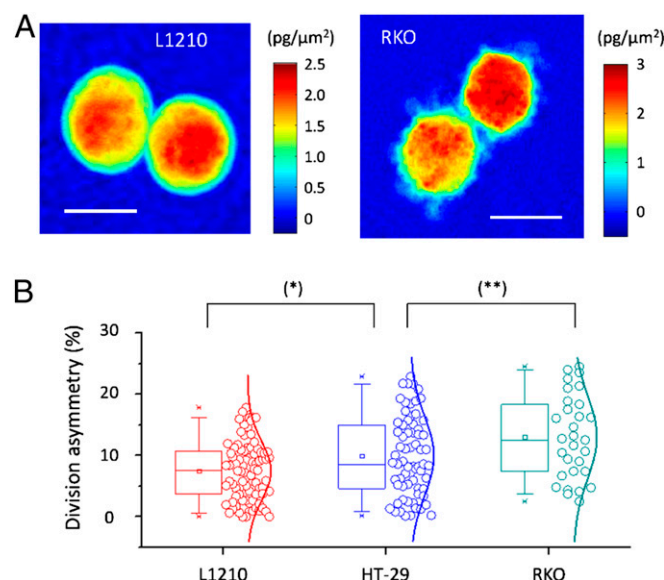 A
L1210
(pg/μm²)
2.5
2.0
1.5
1.0
0.5
0
RKO
(pg/μm²)
3
2
1
0
B
(*)
(**)
Division asymmetry (%)
30
20
10
0
L1210
HT-29
RKO